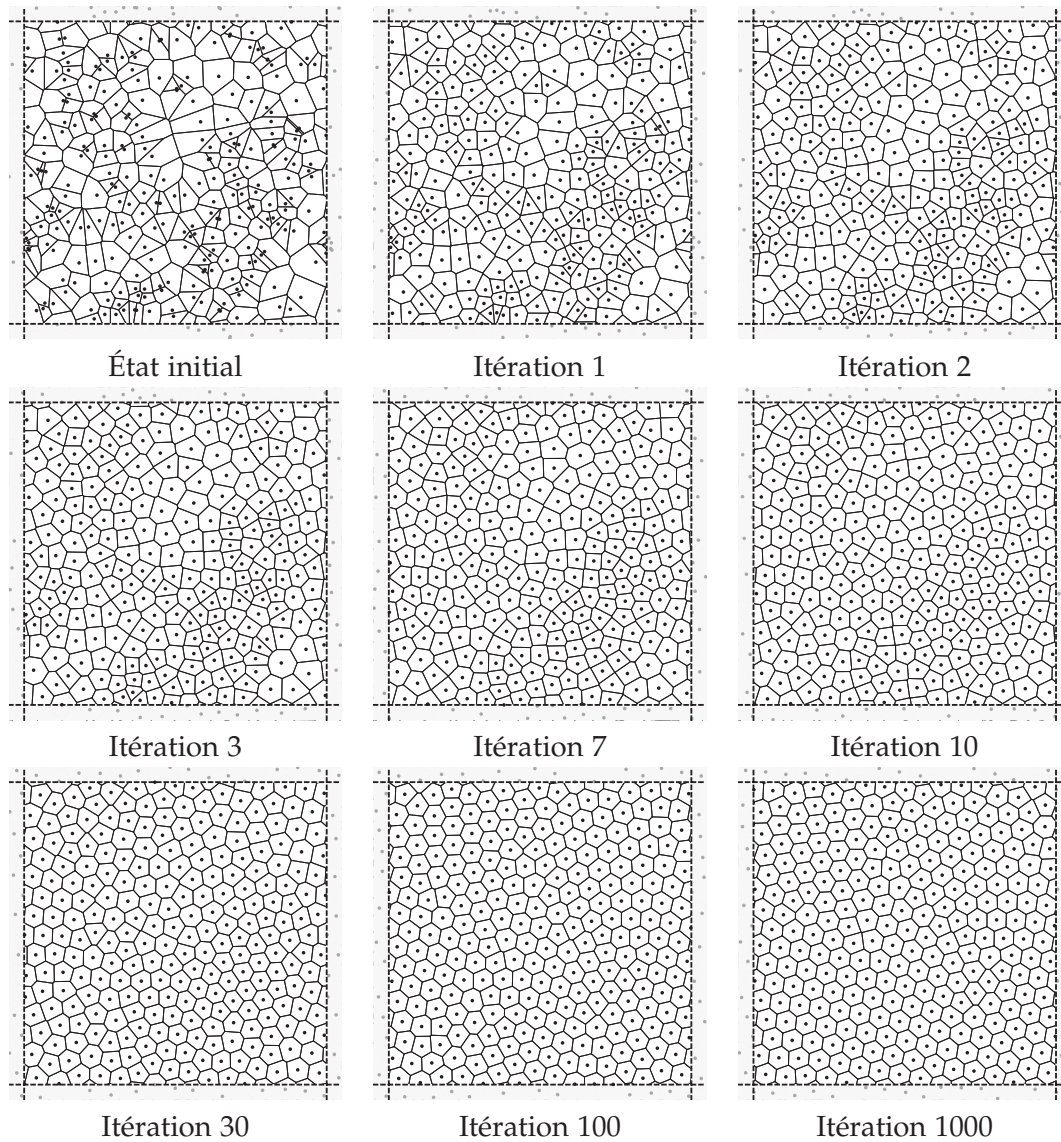 État initial
Itération 1
Itération 2
Itération 3
Itération 7
Itération 10
Itération 30
Itération 100
Itération 1000